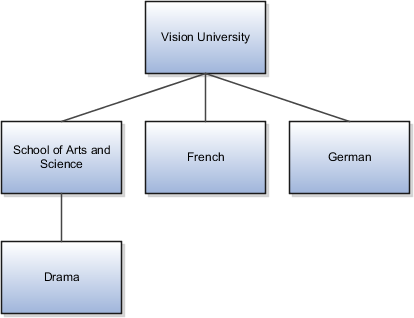 Vision University
School of Arts and
Science
French
German
Drama